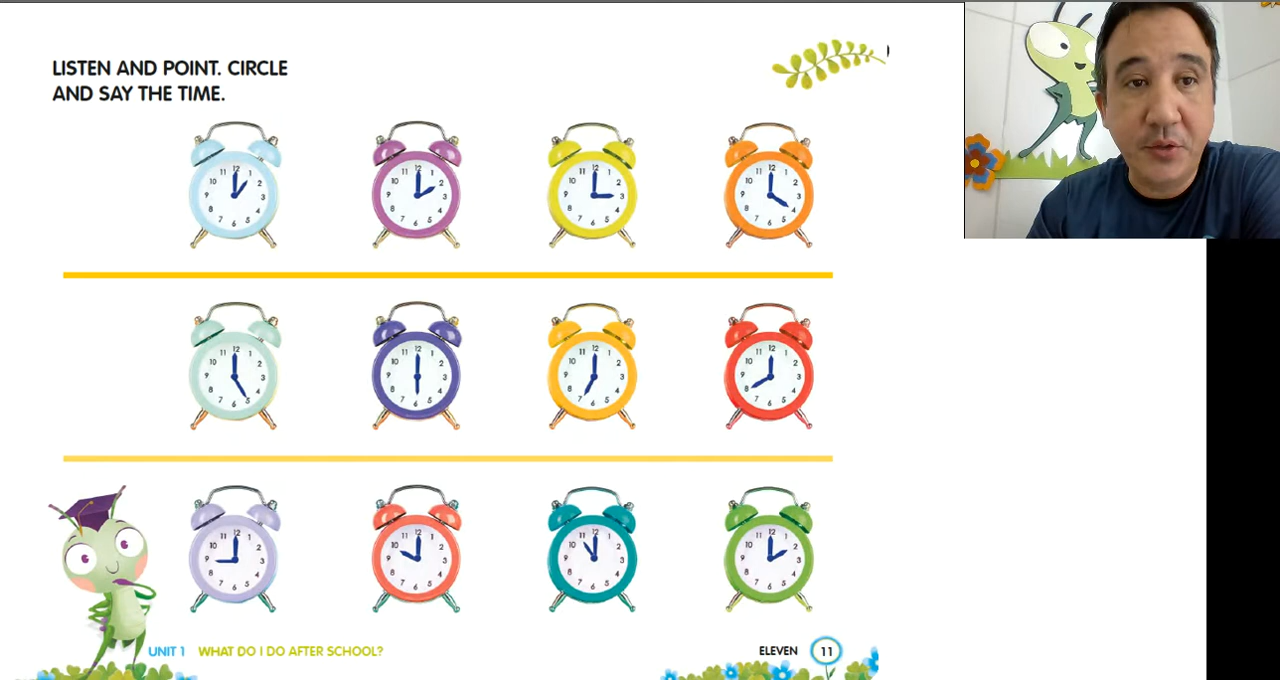 LISTEN AND POINT. CIRCLE
AND SAY THE TIME.
UNIT 1 WHAT DO I DO AFTER SCHOOL?
ELEVEN 11